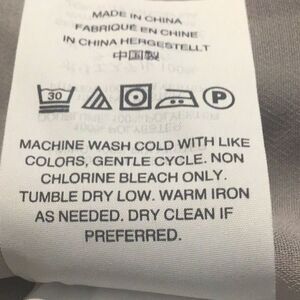 MADE IN CHINA
FABRIQUÉ EN CHINE
IN CHINA HERGESTELLT
中国製
30 P
MACHINE WASH COLD WITH LIKE
COLORS, GENTLE CYCLE. NON
CHLORINE BLEACH ONLY.
TUMBLE DRY LOW. WARM IRON
AS NEEDED. DRY CLEAN IF
PREFERRED.